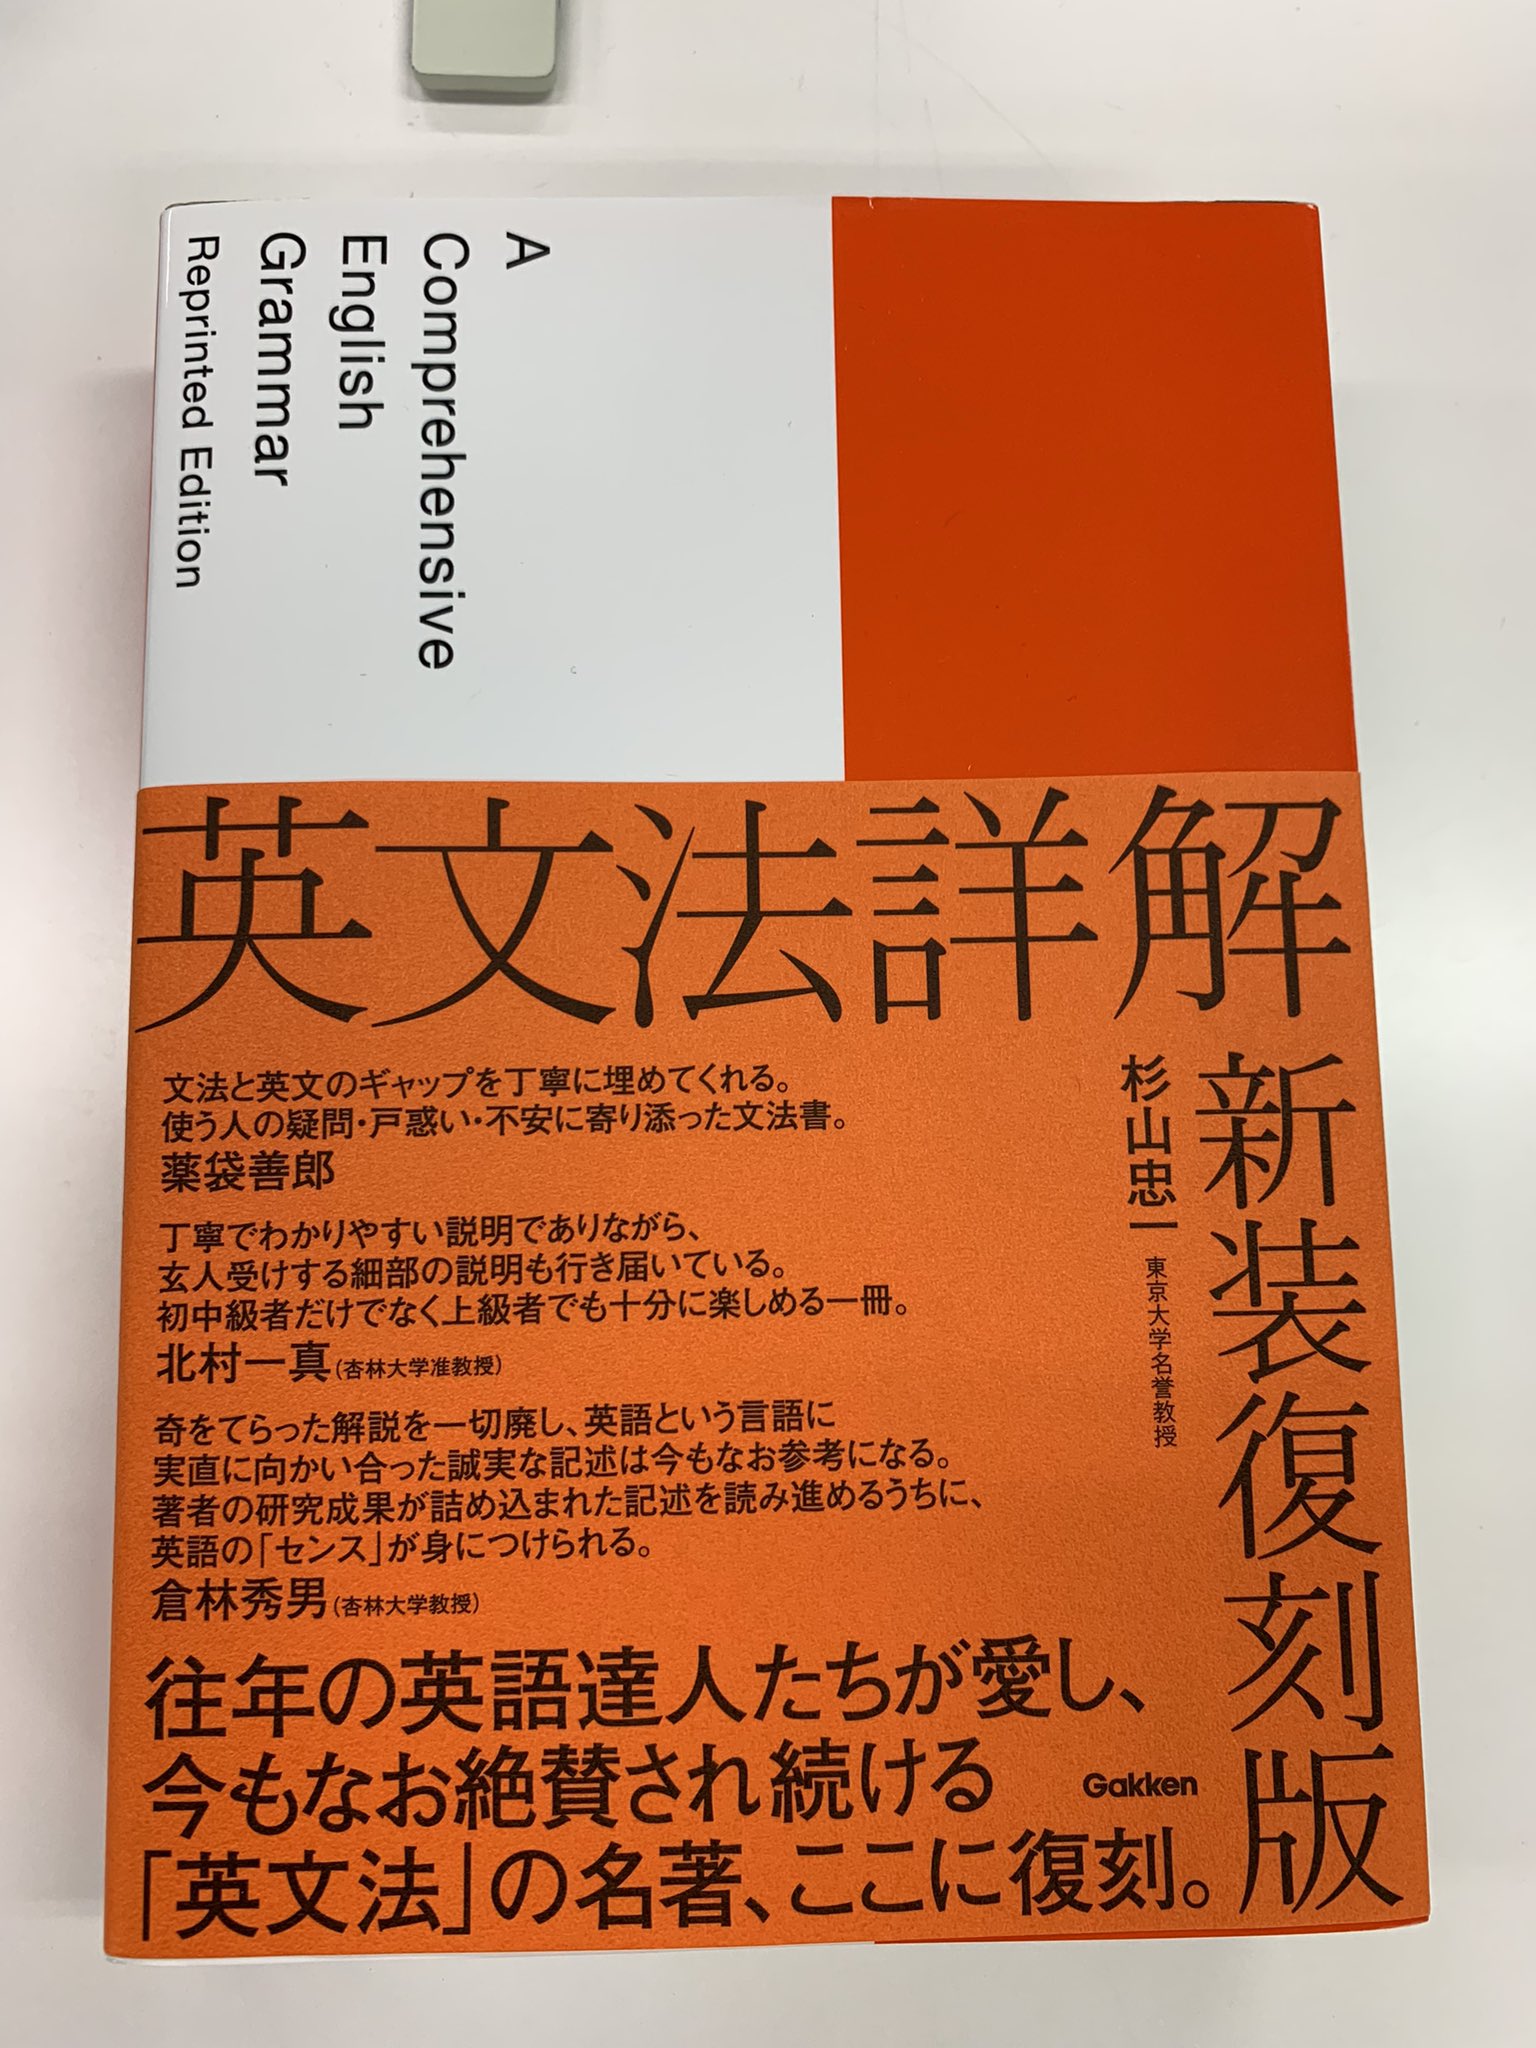 A
Comprehensive
English
Grammar
Reprinted Edition
英文法詳解
新装復刻版
杉山忠一 東京大学名誉教授
文法と英文のギャップを丁寧に埋めてくれる。
使う人の疑問・戸惑い・不安に寄り添った文法書。
薬袋善郎
丁寧でわかりやすい説明でありながら、
玄人受けする細部の説明も行き届いている。
初中級者だけでなく上級者でも十分に楽しめる一冊。
北村一真(杏林大学准教授)
奇をてらった解説を一切廃し、英語という言語に
実直に向かい合った誠実な記述は今もなお参考になる。
著者の研究成果が詰め込まれた記述を読み進めるうちに、
英語の「センス」が身につけられる。
倉林秀男(杏林大学教授)
往年の英語達人たちが愛し、
今もなお絶賛され続ける
「英文法」の名著、ここに復刻。
Gakken